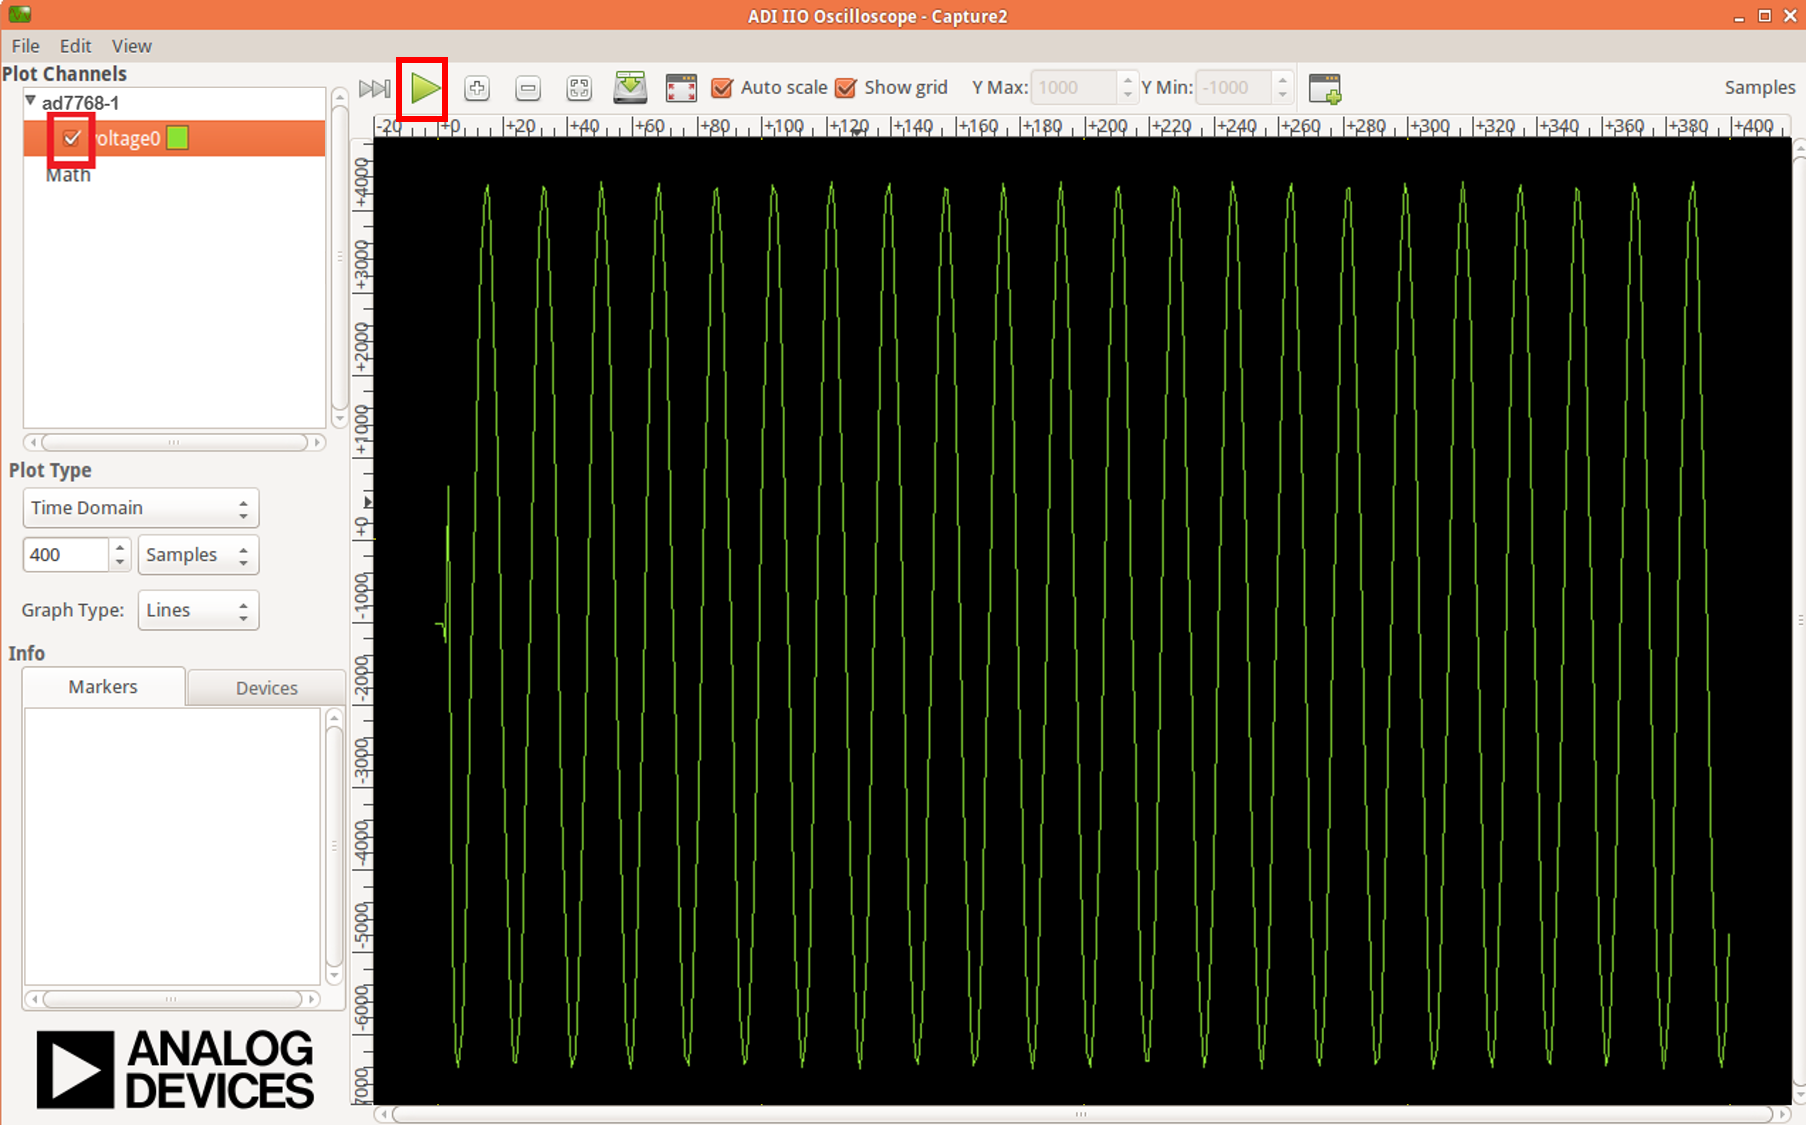 ADI IIO Oscilloscope - Capture2
File Edit View
Plot Channels
ad7768-1
voltage0
Math
Auto scale Show grid Y Max: 1000 Y Min: -1000 Samples
-20 +0 +20 +40 +60 +80 +100 +120 +140 +160 +180 +200 +220 +240 +260 +280 +300 +320 +340 +360 +380 +400
+4000
+3000
+2000
+1000
+0
-1000
-2000
-3000
-4000
-5000
-6000
7000
Plot Type
Time Domain
400 Samples
Graph Type: Lines
Info
Markers Devices
ANALOG
DEVICES